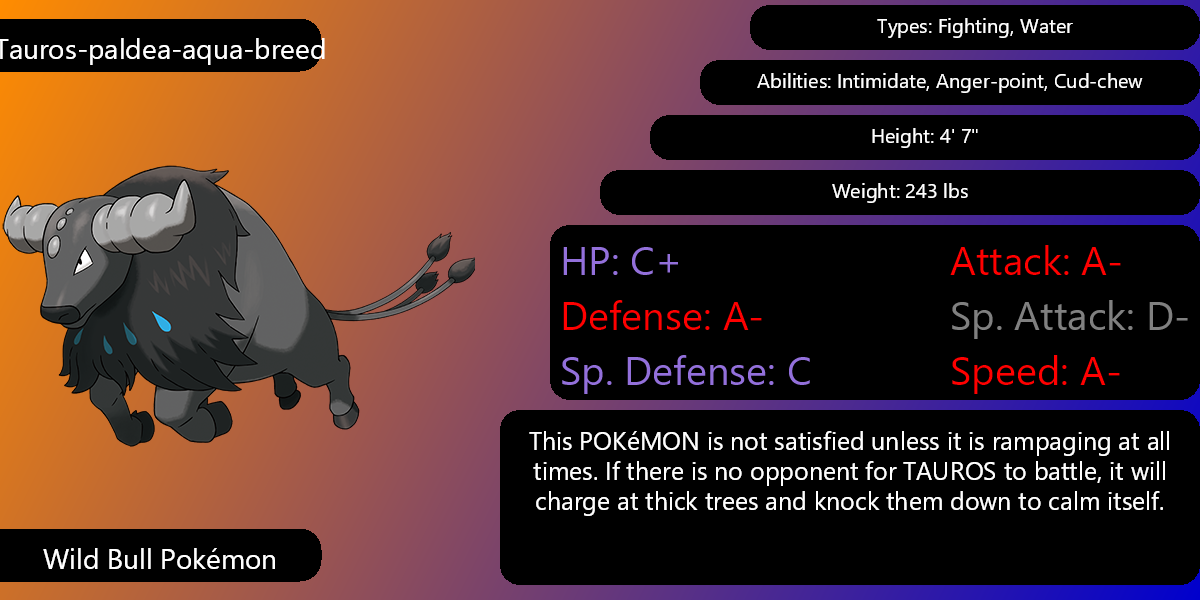 Tauros-paldea-aqua-breed
Types: Fighting, Water
Abilities: Intimidate, Anger-point, Cud-chew
Height: 4' 7"
Weight: 243 lbs
HP: C+
Attack: A-
Defense: A-
Sp. Attack: D-
Sp. Defense: C
Speed: A-
This POKéMON is not satisfied unless it is rampaging at all
times. If there is no opponent for TAUROS to battle, it will
charge at thick trees and knock them down to calm itself.
Wild Bull Pokémon